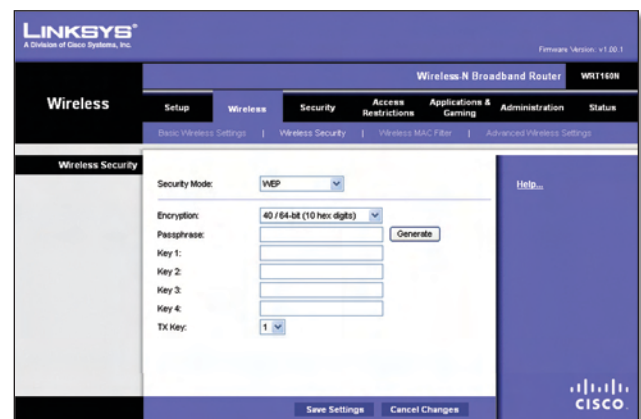 LINKSYS®
A Division of Cisco Systems, Inc.
Firmware Version: v1.00.1
Wireless-N Broadband Router WRT160N
Wireless
Setup Wireless Security Access Restrictions Applications & Gaming Administration Status
Basic Wireless Settings | Wireless Security | Wireless MAC Filter | Advanced Wireless Settings
Wireless Security
Security Mode: WEP
Help...
Encryption: 40 / 64-bit (10 hex digits)
Passphrase: Generate
Key 1:
Key 2:
Key 3:
Key 4:
TX Key: 1
Save Settings Cancel Changes
CISCO